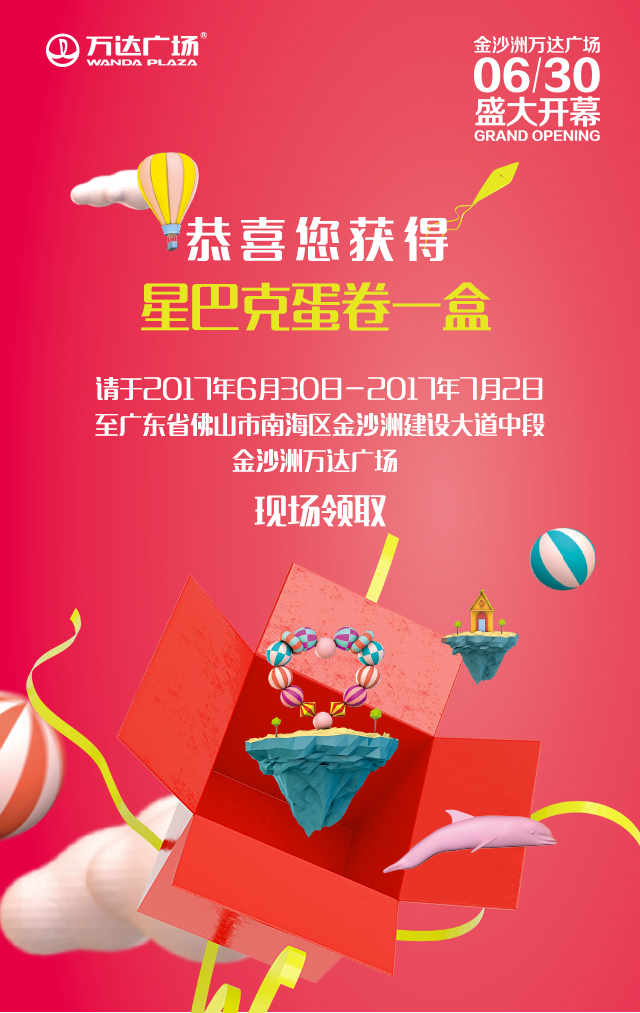 万达广场®
WANDA PLAZA
金沙洲万达广场
06/30
盛大开幕
GRAND OPENING
恭喜您获得
星巴克蛋卷一盒
请于2017年6月30日-2017年7月2日
至广东省佛山市南海区金沙洲建设大道中段
金沙洲万达广场
现场领取